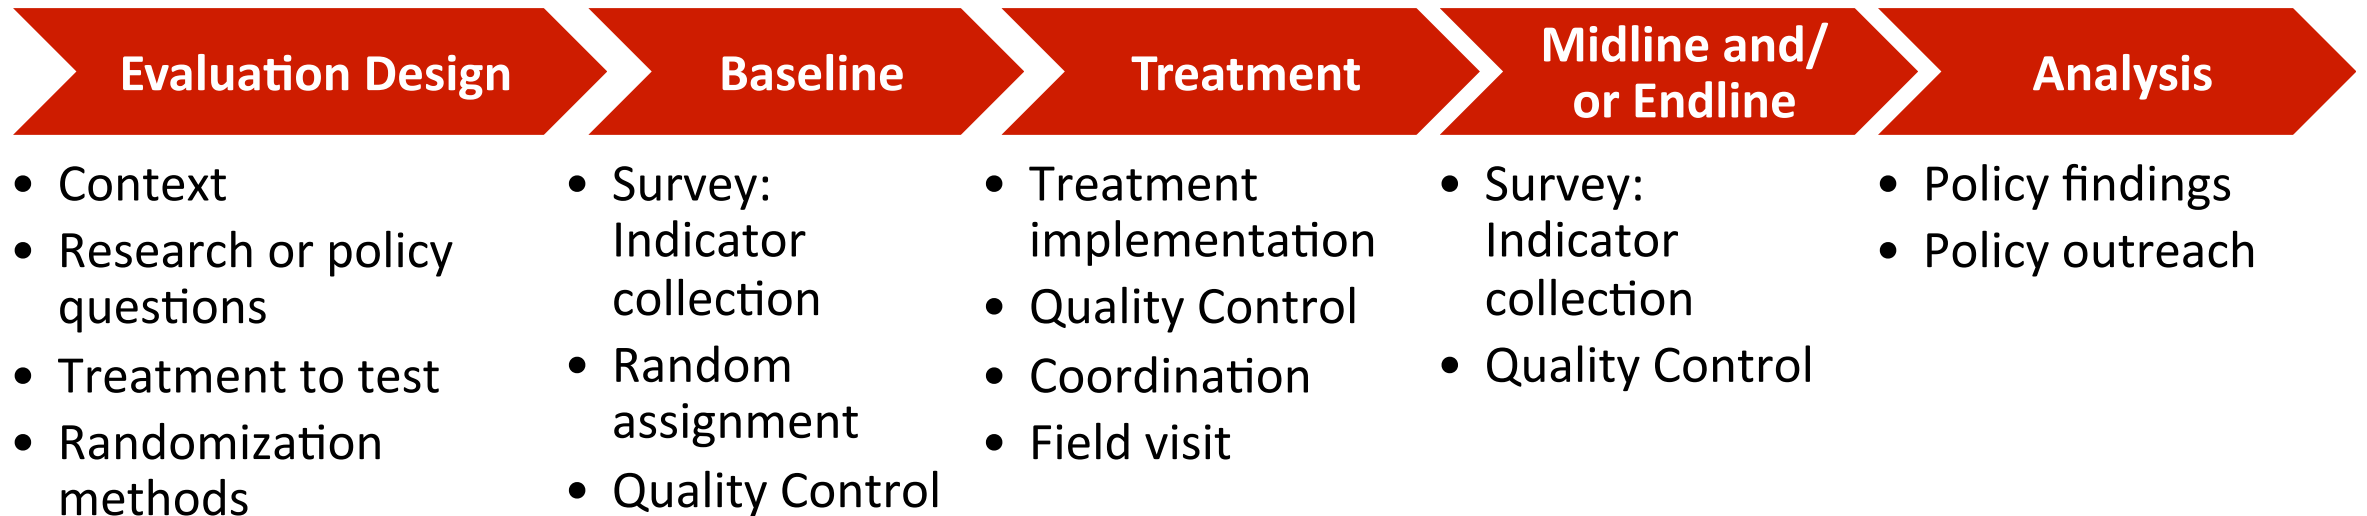 Evaluation Design
• Context
• Research or policy
questions
• Treatment to test
• Randomization
methods
Baseline
• Survey:
Indicator
collection
• Random
assignment
• Quality Control
Treatment
• Treatment
implementation
• Quality Control
• Coordination
• Field visit
Midline and/
or Endline
• Survey:
Indicator
collection
• Quality Control
Analysis
• Policy findings
• Policy outreach